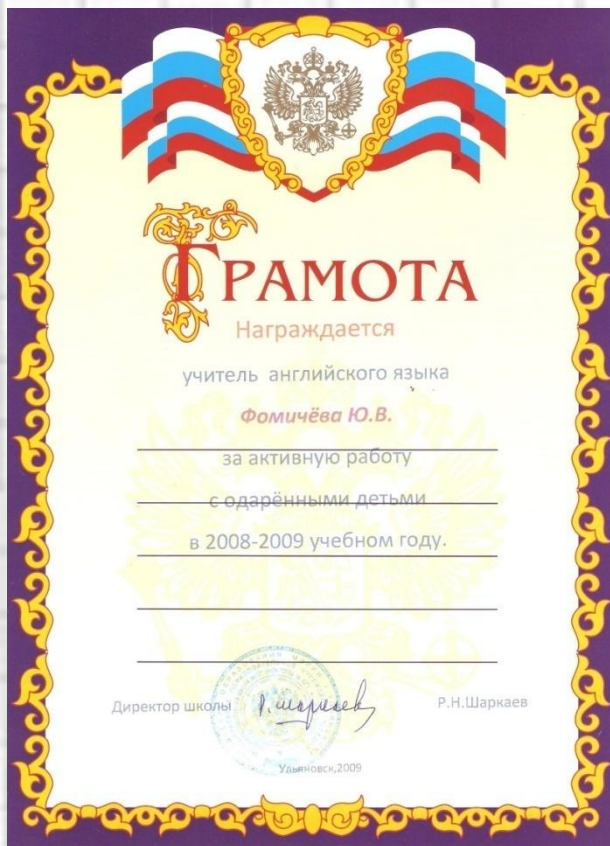 ГРАМОТА
Награждается
учитель английского языка
Фомичёва Ю.В.
за активную работу
с одарёнными детьми
в 2008-2009 учебном году.
Директор школы Р.Н.Шаркаев
Ульяновск,2009